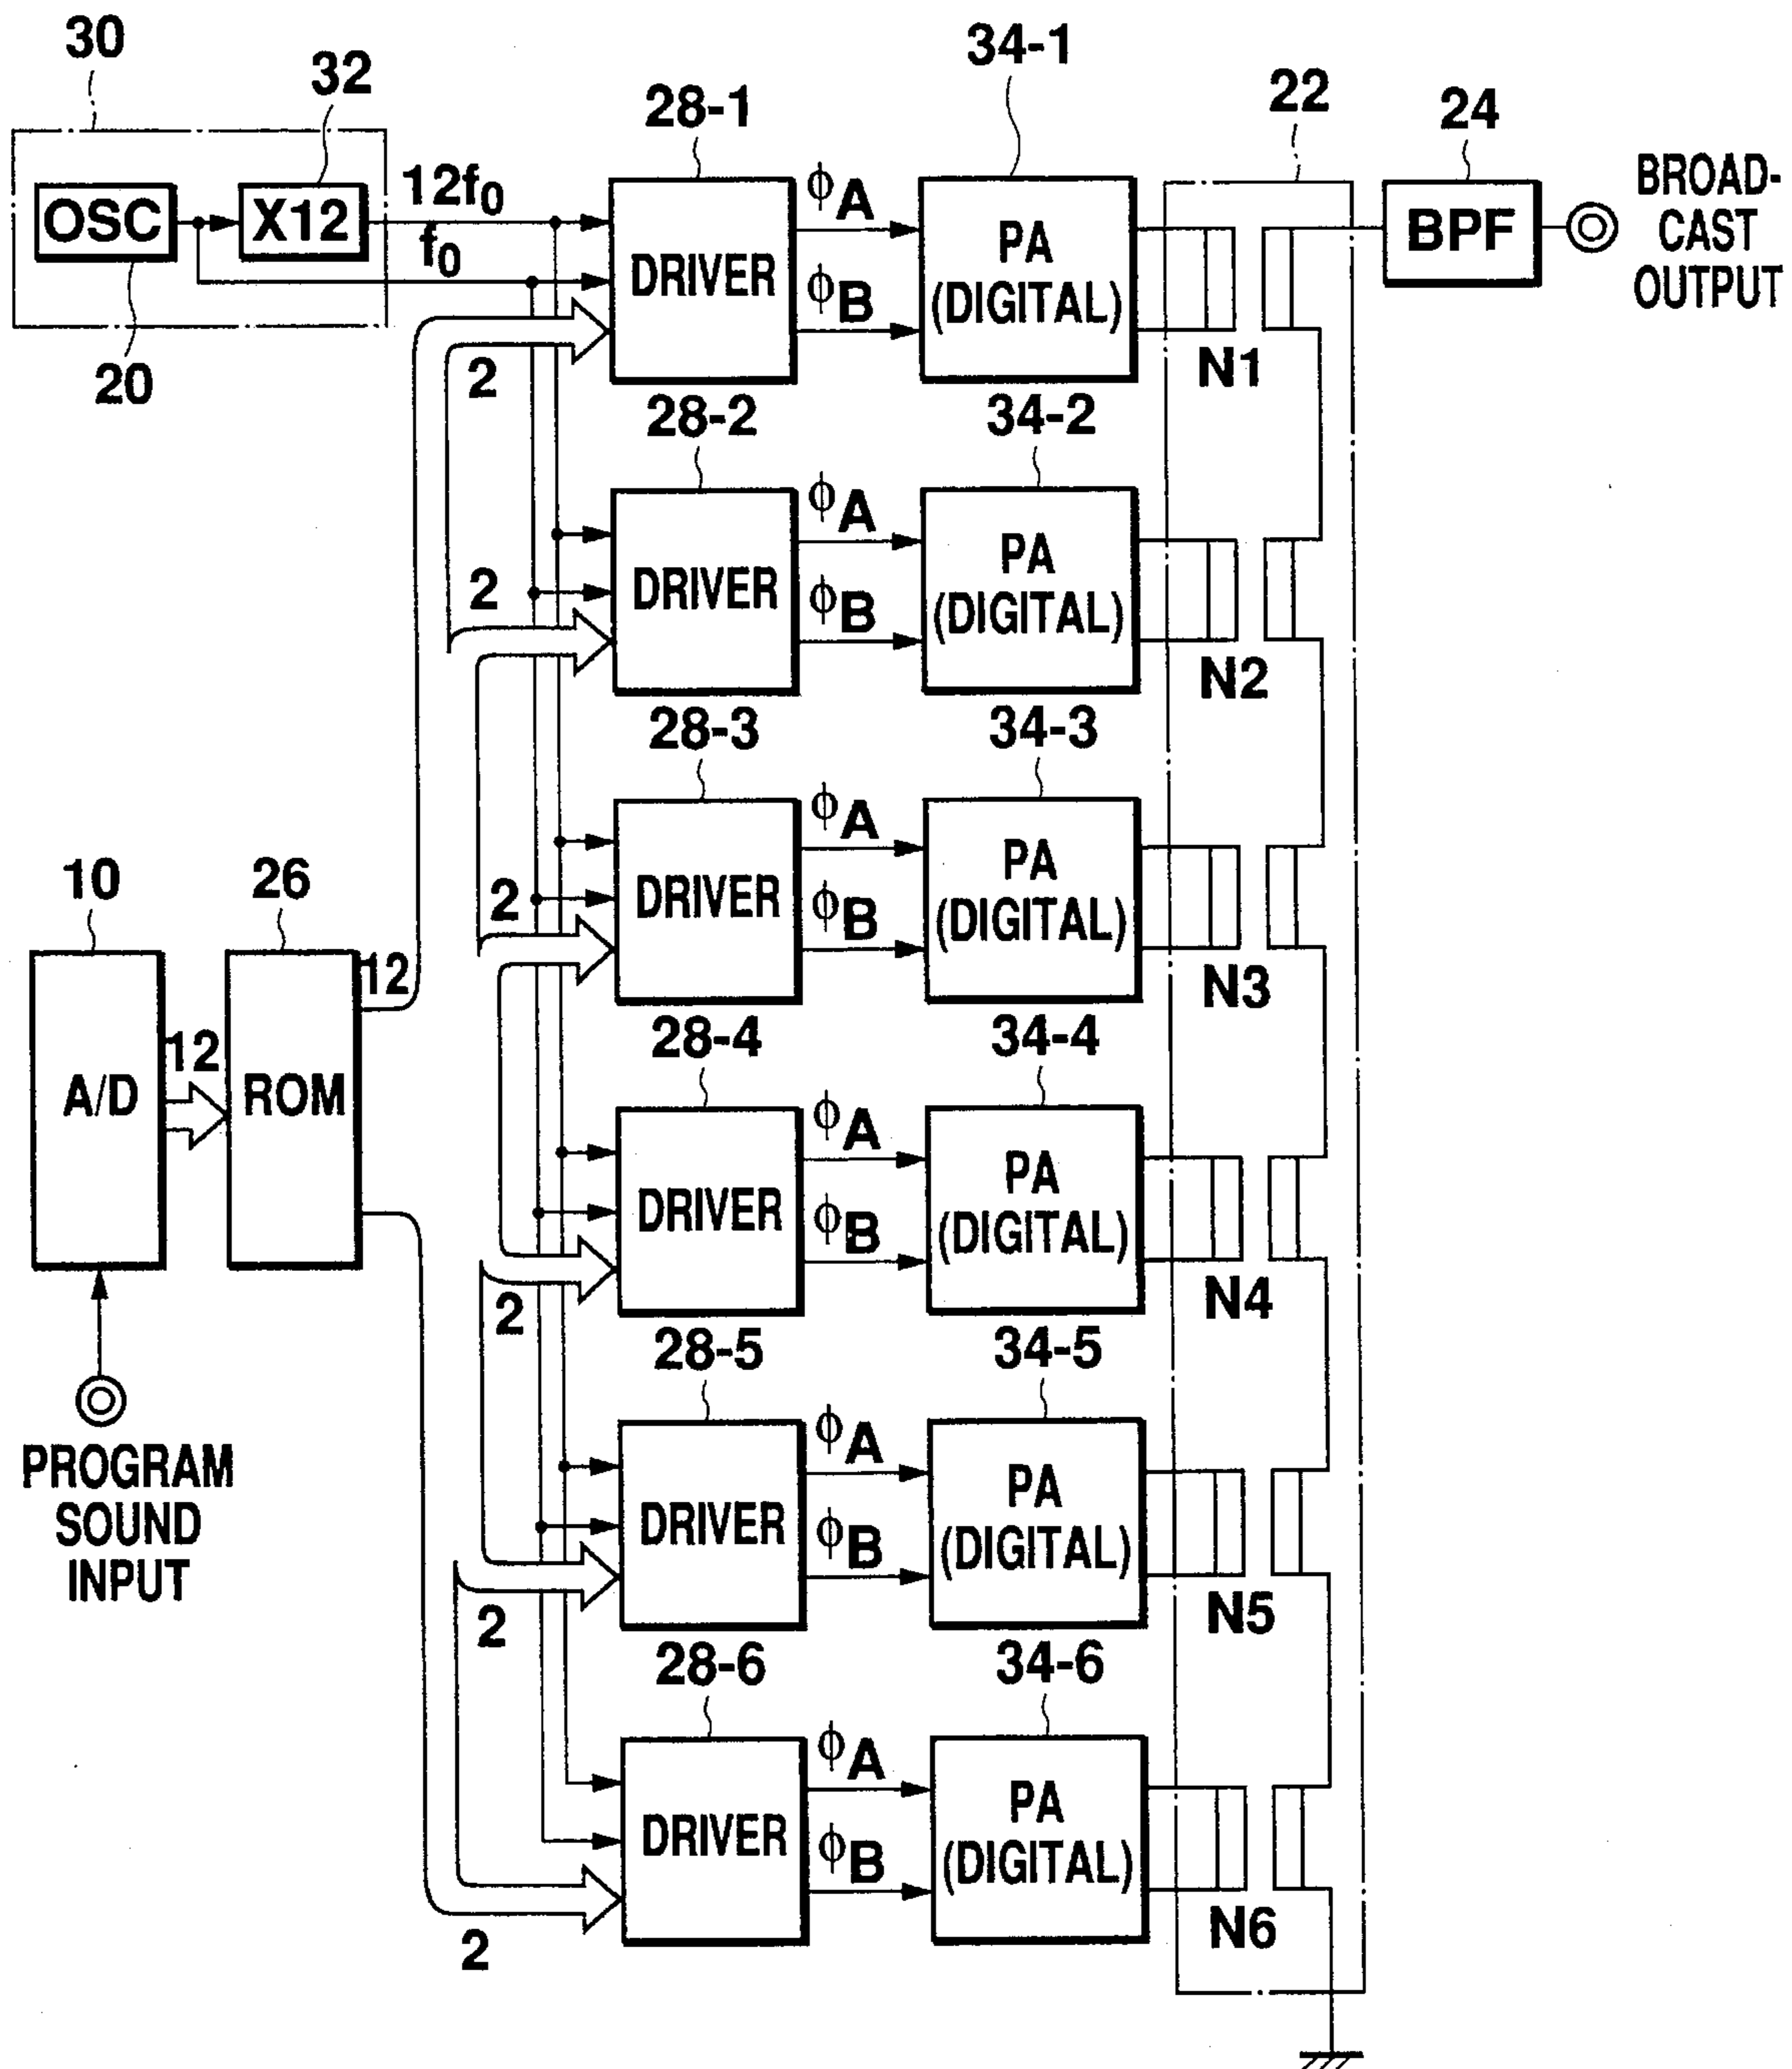 30
32
28-1
34-1
22
24
OSC
X12
12f0
f0
20
DRIVER
ϕA
ϕB
PA
(DIGITAL)
N1
BPF
BROAD-
CAST
OUTPUT
2
28-2
34-2
2
DRIVER
ϕA
ϕB
PA
(DIGITAL)
N2
28-3
34-3
2
DRIVER
ϕA
ϕB
PA
(DIGITAL)
N3
10
26
12
12
A/D
ROM
PROGRAM
SOUND
INPUT
28-4
34-4
2
DRIVER
ϕA
ϕB
PA
(DIGITAL)
N4
28-5
34-5
2
DRIVER
ϕA
ϕB
PA
(DIGITAL)
N5
28-6
34-6
2
DRIVER
ϕA
ϕB
PA
(DIGITAL)
N6